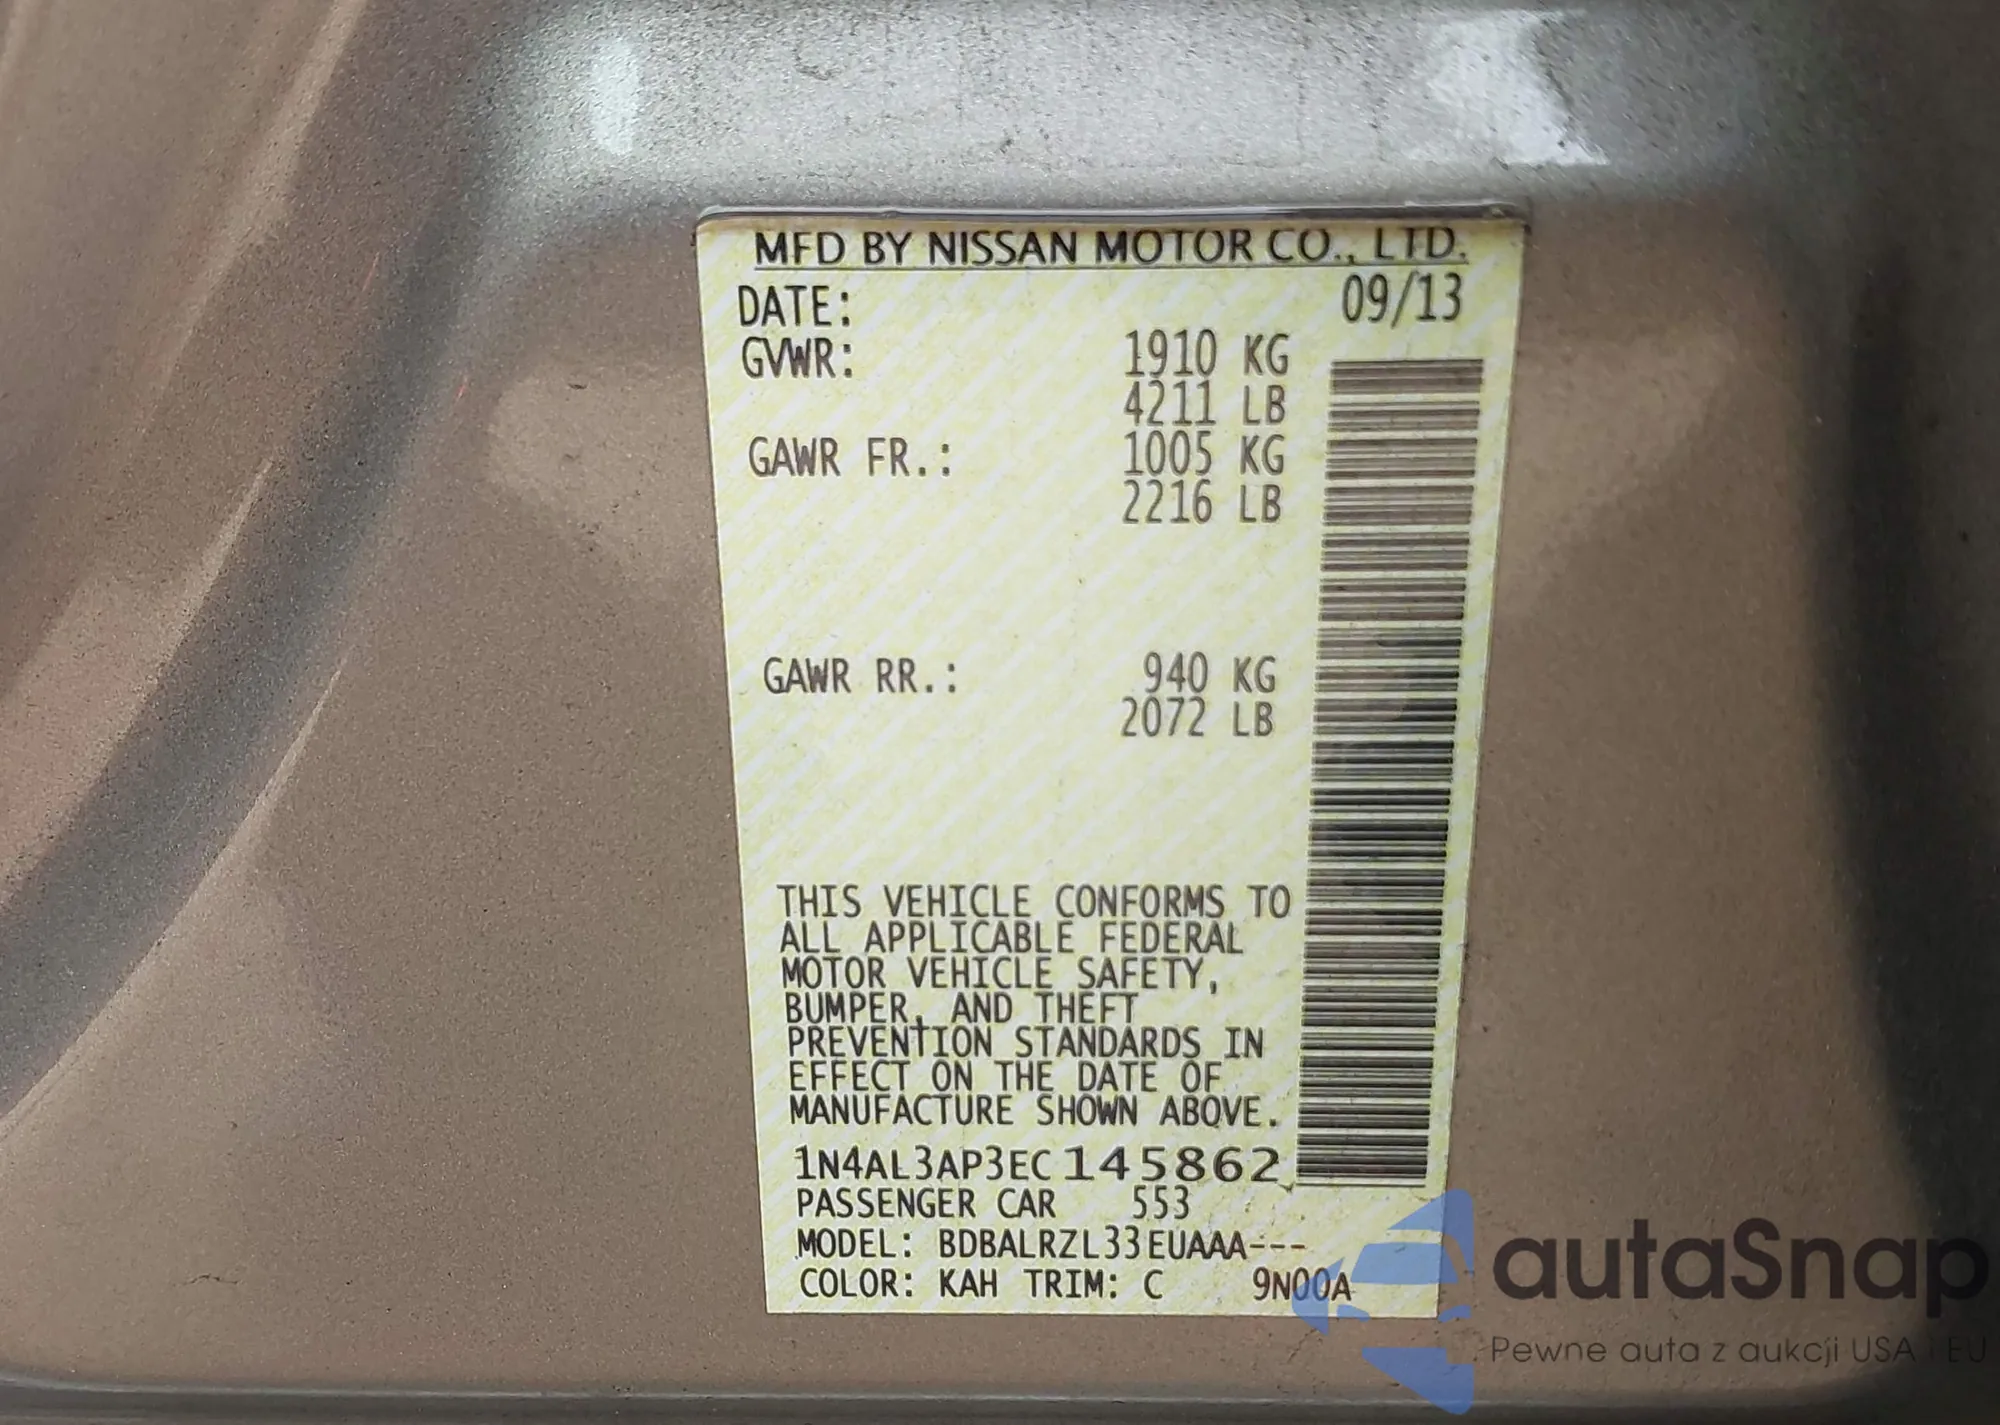 MFD BY NISSAN MOTOR CO., LTD.
DATE: 09/13
GVWR: 1910 KG
4211 LB
GAWR FR.: 1005 KG
2216 LB
GAWR RR.: 940 KG
2072 LB
THIS VEHICLE CONFORMS TO
ALL APPLICABLE FEDERAL
MOTOR VEHICLE SAFETY,
BUMPER, AND THEFT
PREVENTION STANDARDS IN
EFFECT ON THE DATE OF
MANUFACTURE SHOWN ABOVE.
1N4AL3AP3EC145862
PASSENGER CAR 553
MODEL: BDBALRZL33EUAAA---
COLOR: KAH TRIM: C 9N00A
autaSnap
Pewne auta z aukcji USA i EU